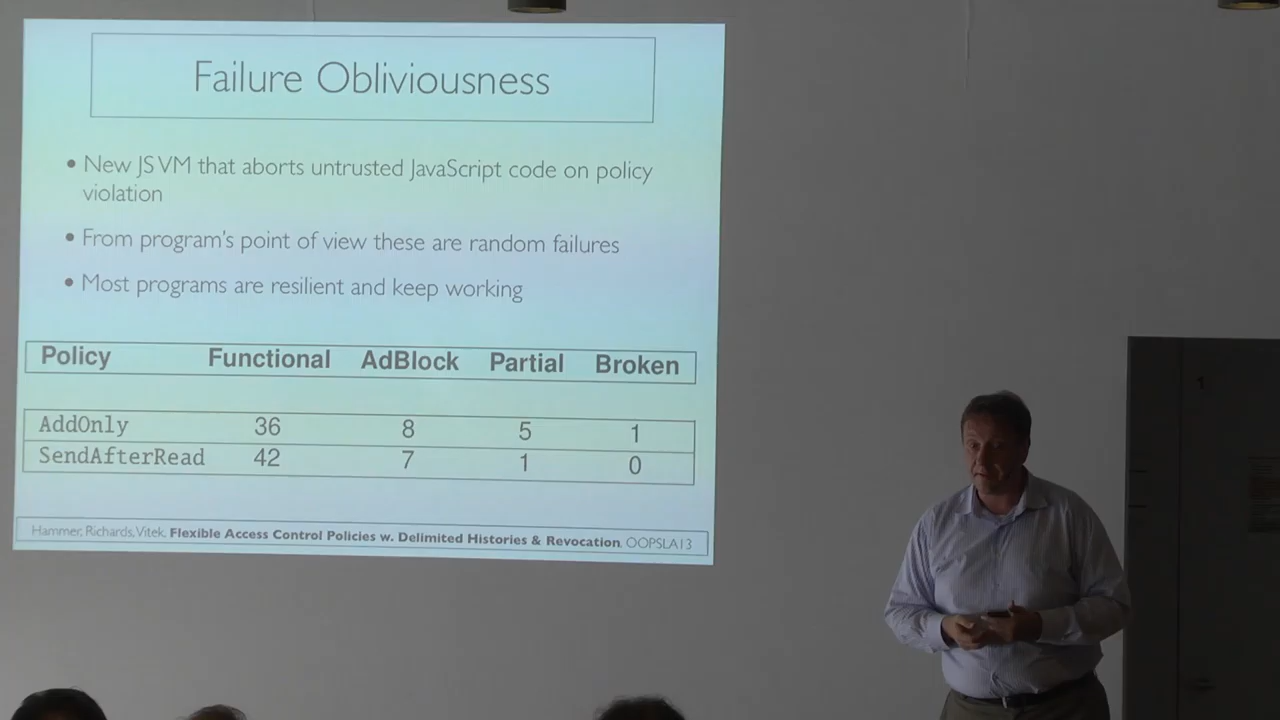 Failure Obliviousness
• New JS VM that aborts untrusted JavaScript code on policy
violation
• From program's point of view these are random failures
• Most programs are resilient and keep working
Policy Functional AdBlock Partial Broken
AddOnly 36 8 5 1
SendAfterRead 42 7 1 0
Hammer, Richards, Vitek. Flexible Access Control Policies w. Delimited Histories & Revocation. OOPSLA13